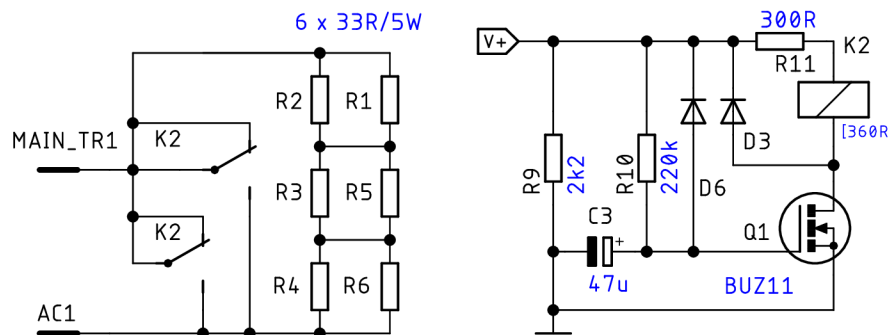 6 x 33R/5W
R2
R1
MAIN_TR1
K2
R3
R5
K2
R4
R6
AC1
V+
300R
R11
K2
[360R
D3
R9
2k2
R10
220k
D6
C3
+
47u
Q1
BUZ11